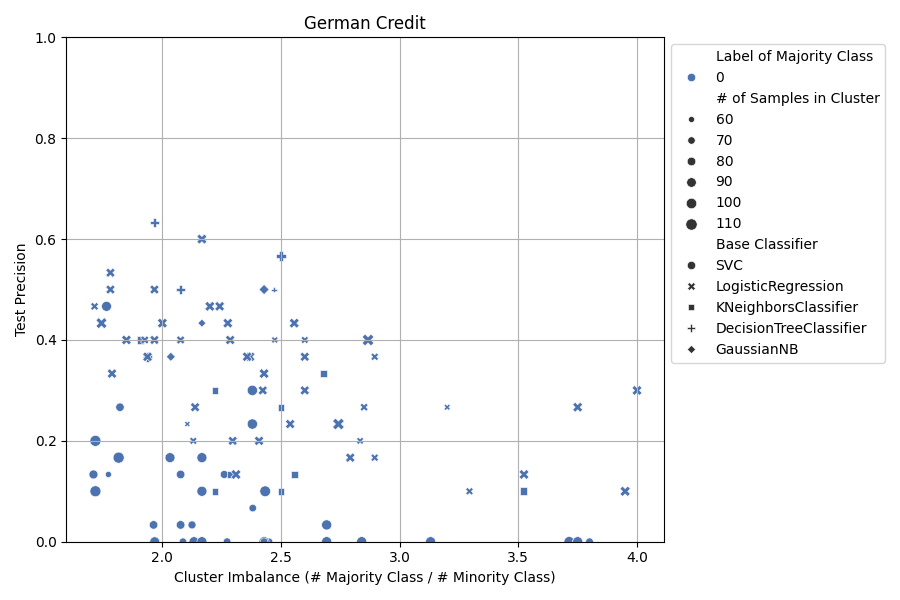 German Credit
1.0
0.8
0.6
0.4
0.2
0.0
Test Precision
2.0
2.5
3.0
3.5
4.0
Cluster Imbalance (# Majority Class / # Minority Class)
Label of Majority Class
0
# of Samples in Cluster
60
70
80
90
100
110
Base Classifier
SVC
LogisticRegression
KNeighborsClassifier
DecisionTreeClassifier
GaussianNB